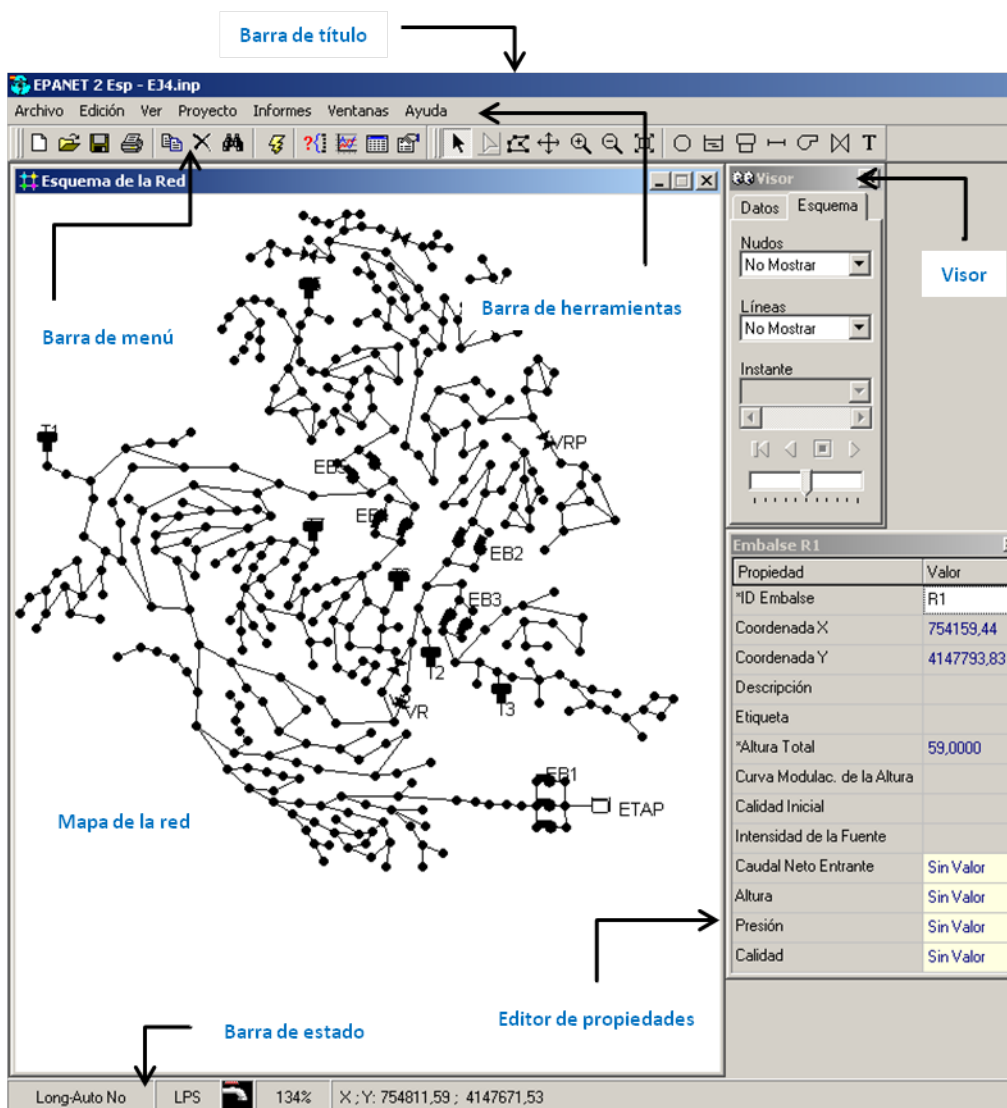 Barra de título
EPANET 2 Esp - EJ4.inp
Archivo Edición Ver Proyecto Informes Ventanas Ayuda
T
Esquema de la Red
Visor
Datos Esquema
Nudos
No Mostrar
Líneas
No Mostrar
Instante
Visor
Barra de menú
Barra de herramientas
T1
VRP
EB2
EB3
T2
T3
VR
EB1
ETAP
Mapa de la red
Embalse R1
Propiedad Valor
*ID Embalse R1
Coordenada X 754159,44
Coordenada Y 4147793,83
Descripción
Etiqueta
*Altura Total 59,0000
Curva Modulac. de la Altura
Calidad Inicial
Intensidad de la Fuente
Caudal Neto Entrante Sin Valor
Altura Sin Valor
Presión Sin Valor
Calidad Sin Valor
Editor de propiedades
Barra de estado
Long-Auto No LPS 134% X ; Y: 754811,59 ; 4147671,53